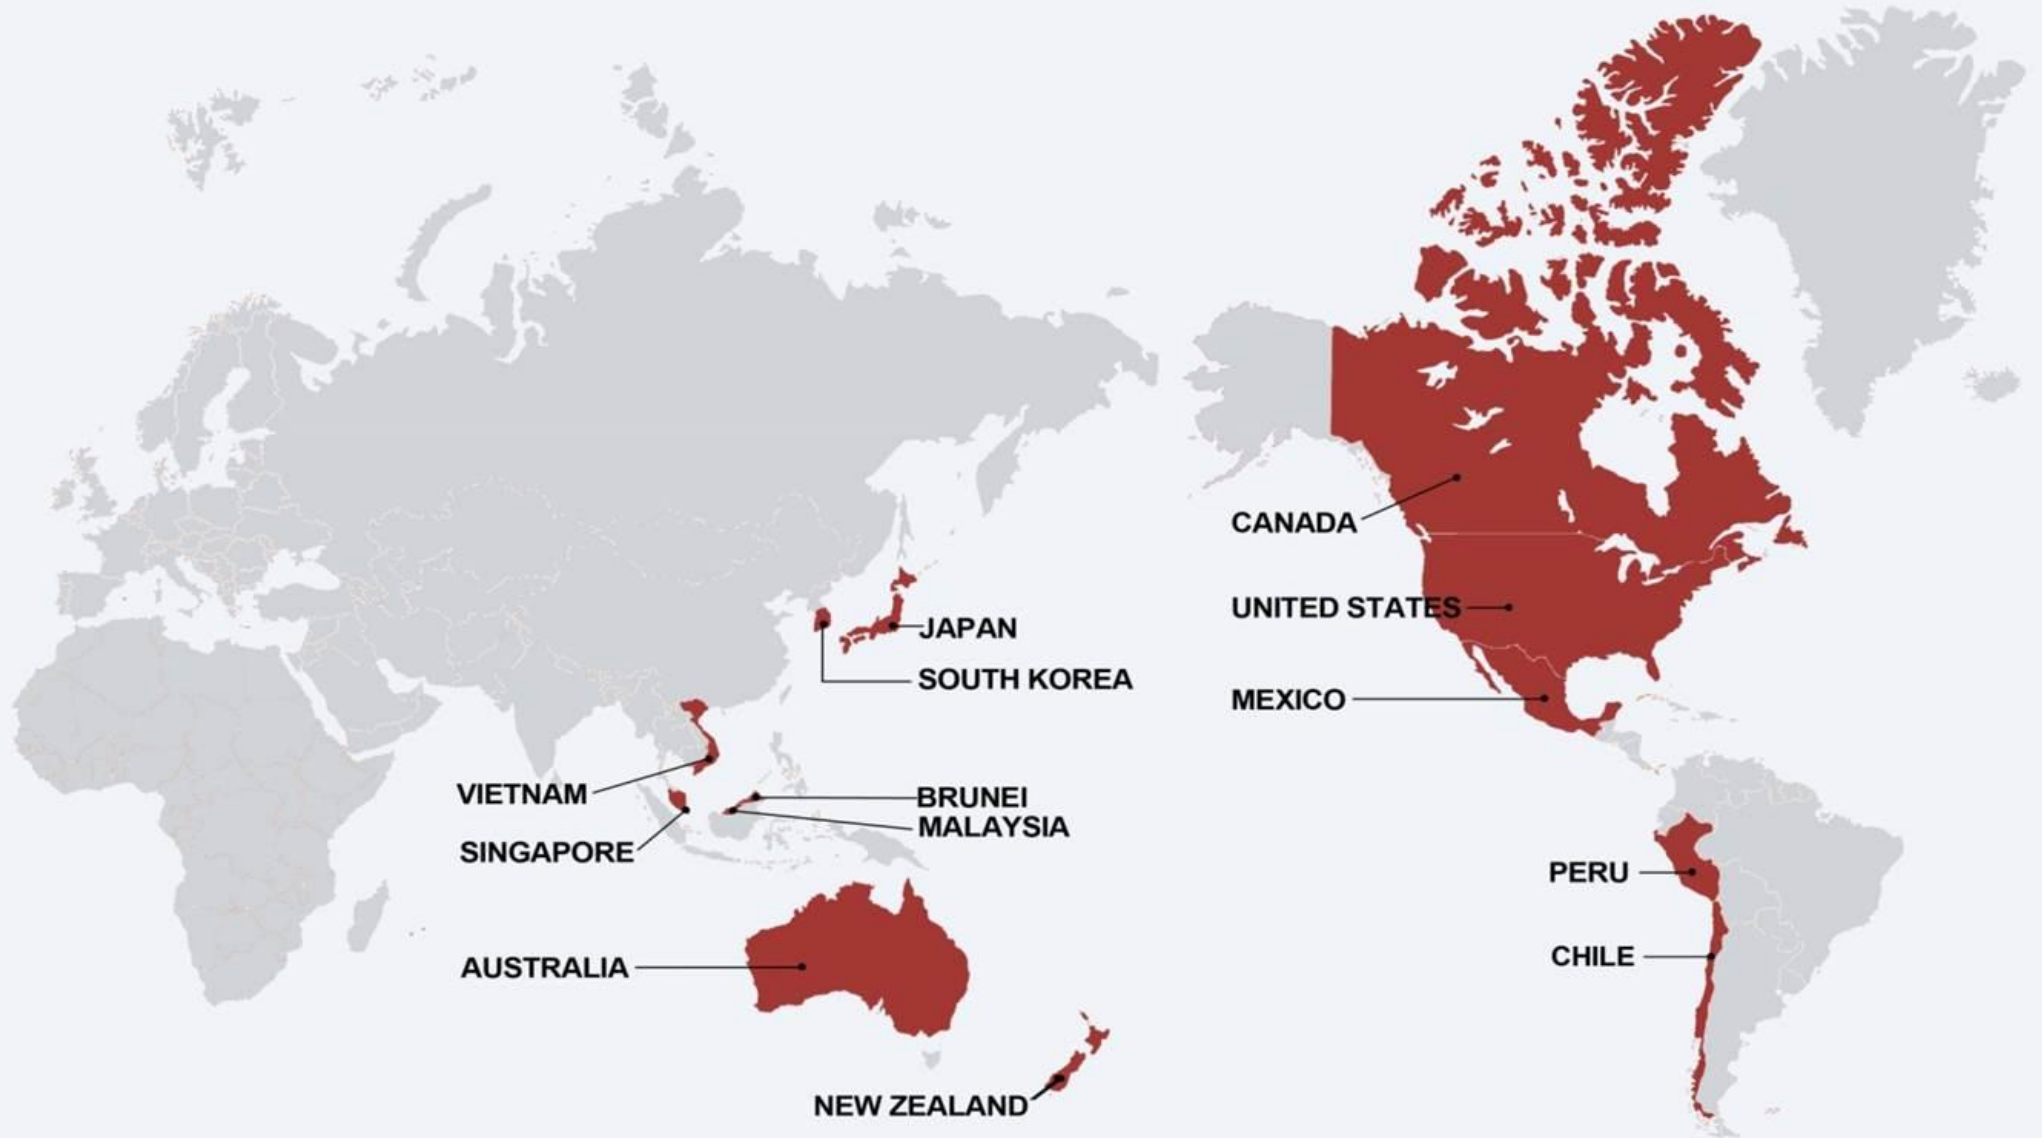 CANADA
UNITED STATES
JAPAN
SOUTH KOREA
MEXICO
VIETNAM
BRUNEI
MALAYSIA
SINGAPORE
PERU
CHILE
AUSTRALIA
NEW ZEALAND